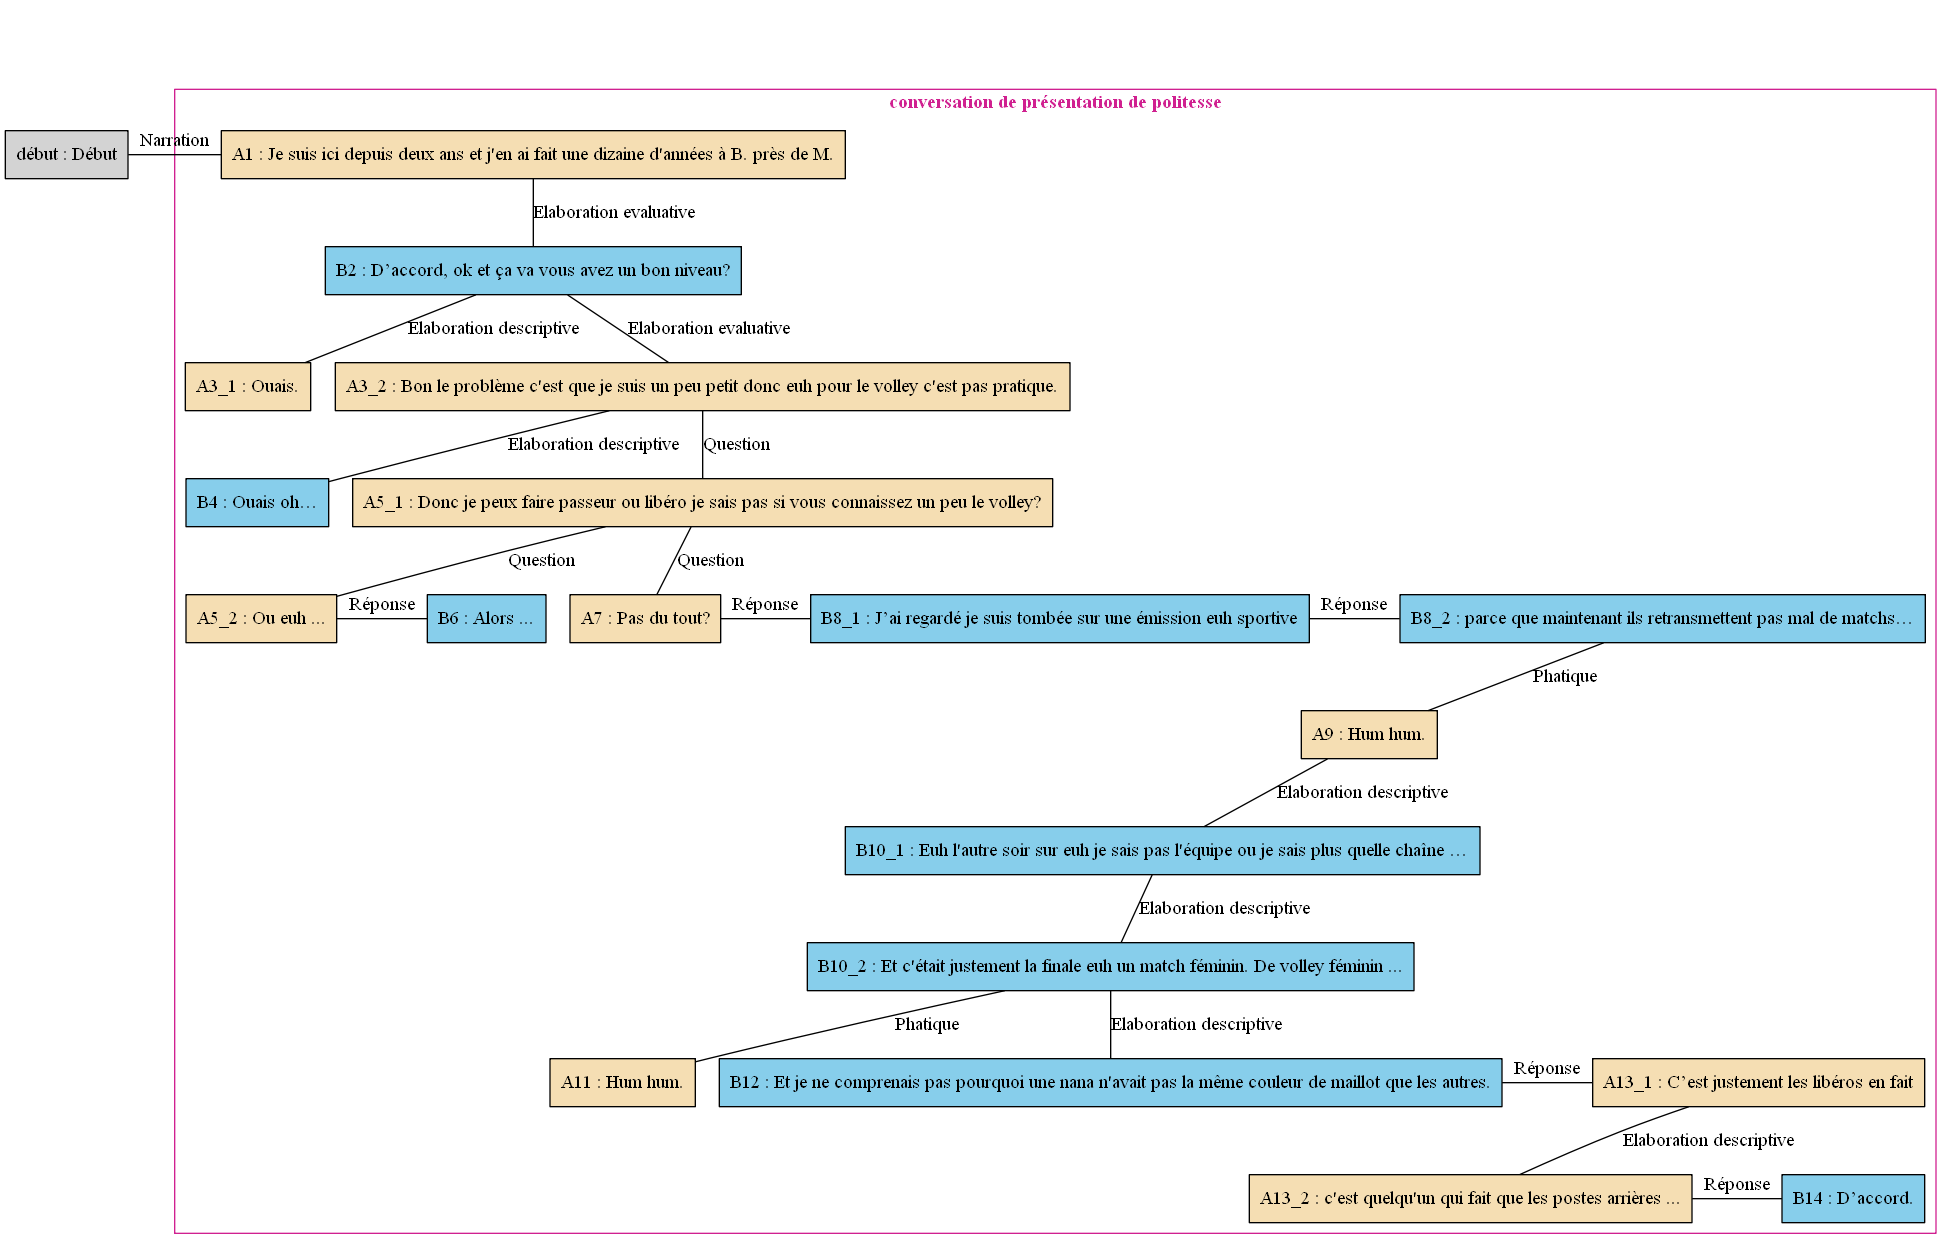 conversation de présentation de politesse
début : Début
Narration
A1 : Je suis ici depuis deux ans et j'en ai fait une dizaine d'années à B. près de M.
Elaboration evaluative
B2 : D’accord, ok et ça va vous avez un bon niveau?
Elaboration descriptive
Elaboration evaluative
A3_1 : Ouais.
A3_2 : Bon le problème c'est que je suis un peu petit donc euh pour le volley c'est pas pratique.
Elaboration descriptive
Question
B4 : Ouais oh…
A5_1 : Donc je peux faire passeur ou libéro je sais pas si vous connaissez un peu le volley?
Question
Question
A5_2 : Ou euh ...
Réponse
B6 : Alors ...
A7 : Pas du tout?
Réponse
B8_1 : J’ai regardé je suis tombée sur une émission euh sportive
Réponse
B8_2 : parce que maintenant ils retransmettent pas mal de matchs…
Phatique
A9 : Hum hum.
Elaboration descriptive
B10_1 : Euh l'autre soir sur euh je sais pas l'équipe ou je sais plus quelle chaîne …
Elaboration descriptive
B10_2 : Et c'était justement la finale euh un match féminin. De volley féminin ...
Phatique
Elaboration descriptive
A11 : Hum hum.
B12 : Et je ne comprenais pas pourquoi une nana n'avait pas la même couleur de maillot que les autres.
Réponse
A13_1 : C’est justement les libéros en fait
Elaboration descriptive
A13_2 : c'est quelqu'un qui fait que les postes arrières ...
Réponse
B14 : D’accord.